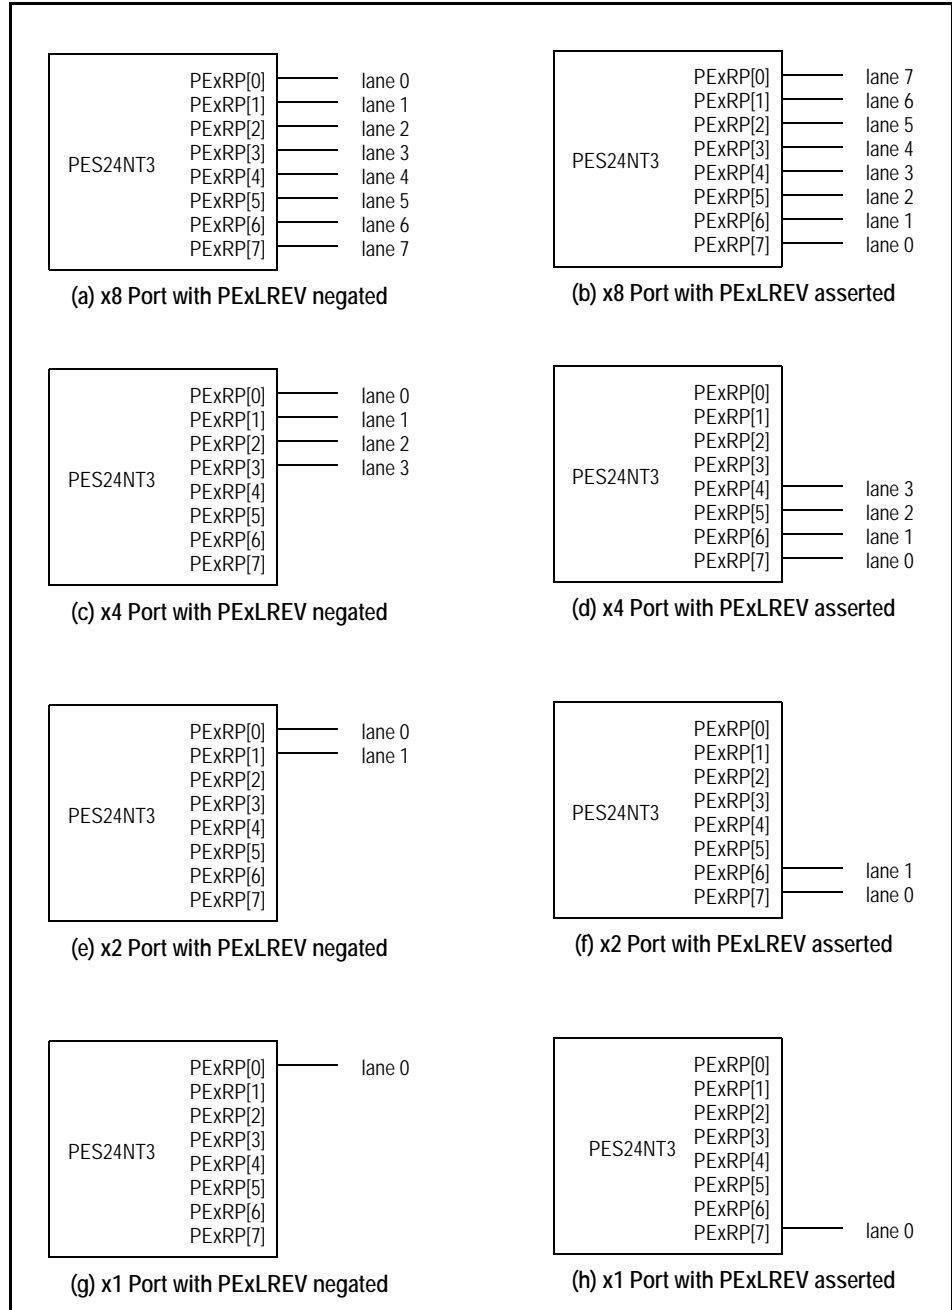 PES24NT3
PExRP[0] lane 0
PExRP[1] lane 1
PExRP[2] lane 2
PExRP[3] lane 3
PExRP[4] lane 4
PExRP[5] lane 5
PExRP[6] lane 6
PExRP[7] lane 7
(a) x8 Port with PExLREV negated
PES24NT3
PExRP[0] lane 7
PExRP[1] lane 6
PExRP[2] lane 5
PExRP[3] lane 4
PExRP[4] lane 3
PExRP[5] lane 2
PExRP[6] lane 1
PExRP[7] lane 0
(b) x8 Port with PExLREV asserted
PES24NT3
PExRP[0] lane 0
PExRP[1] lane 1
PExRP[2] lane 2
PExRP[3] lane 3
PExRP[4]
PExRP[5]
PExRP[6]
PExRP[7]
(c) x4 Port with PExLREV negated
PES24NT3
PExRP[0]
PExRP[1]
PExRP[2]
PExRP[3]
PExRP[4] lane 3
PExRP[5] lane 2
PExRP[6] lane 1
PExRP[7] lane 0
(d) x4 Port with PExLREV asserted
PES24NT3
PExRP[0] lane 0
PExRP[1] lane 1
PExRP[2]
PExRP[3]
PExRP[4]
PExRP[5]
PExRP[6]
PExRP[7]
(e) x2 Port with PExLREV negated
PES24NT3
PExRP[0]
PExRP[1]
PExRP[2]
PExRP[3]
PExRP[4]
PExRP[5]
PExRP[6] lane 1
PExRP[7] lane 0
(f) x2 Port with PExLREV asserted
PES24NT3
PExRP[0] lane 0
PExRP[1]
PExRP[2]
PExRP[3]
PExRP[4]
PExRP[5]
PExRP[6]
PExRP[7]
(g) x1 Port with PExLREV negated
PES24NT3
PExRP[0]
PExRP[1]
PExRP[2]
PExRP[3]
PExRP[4]
PExRP[5]
PExRP[6]
PExRP[7] lane 0
(h) x1 Port with PExLREV asserted